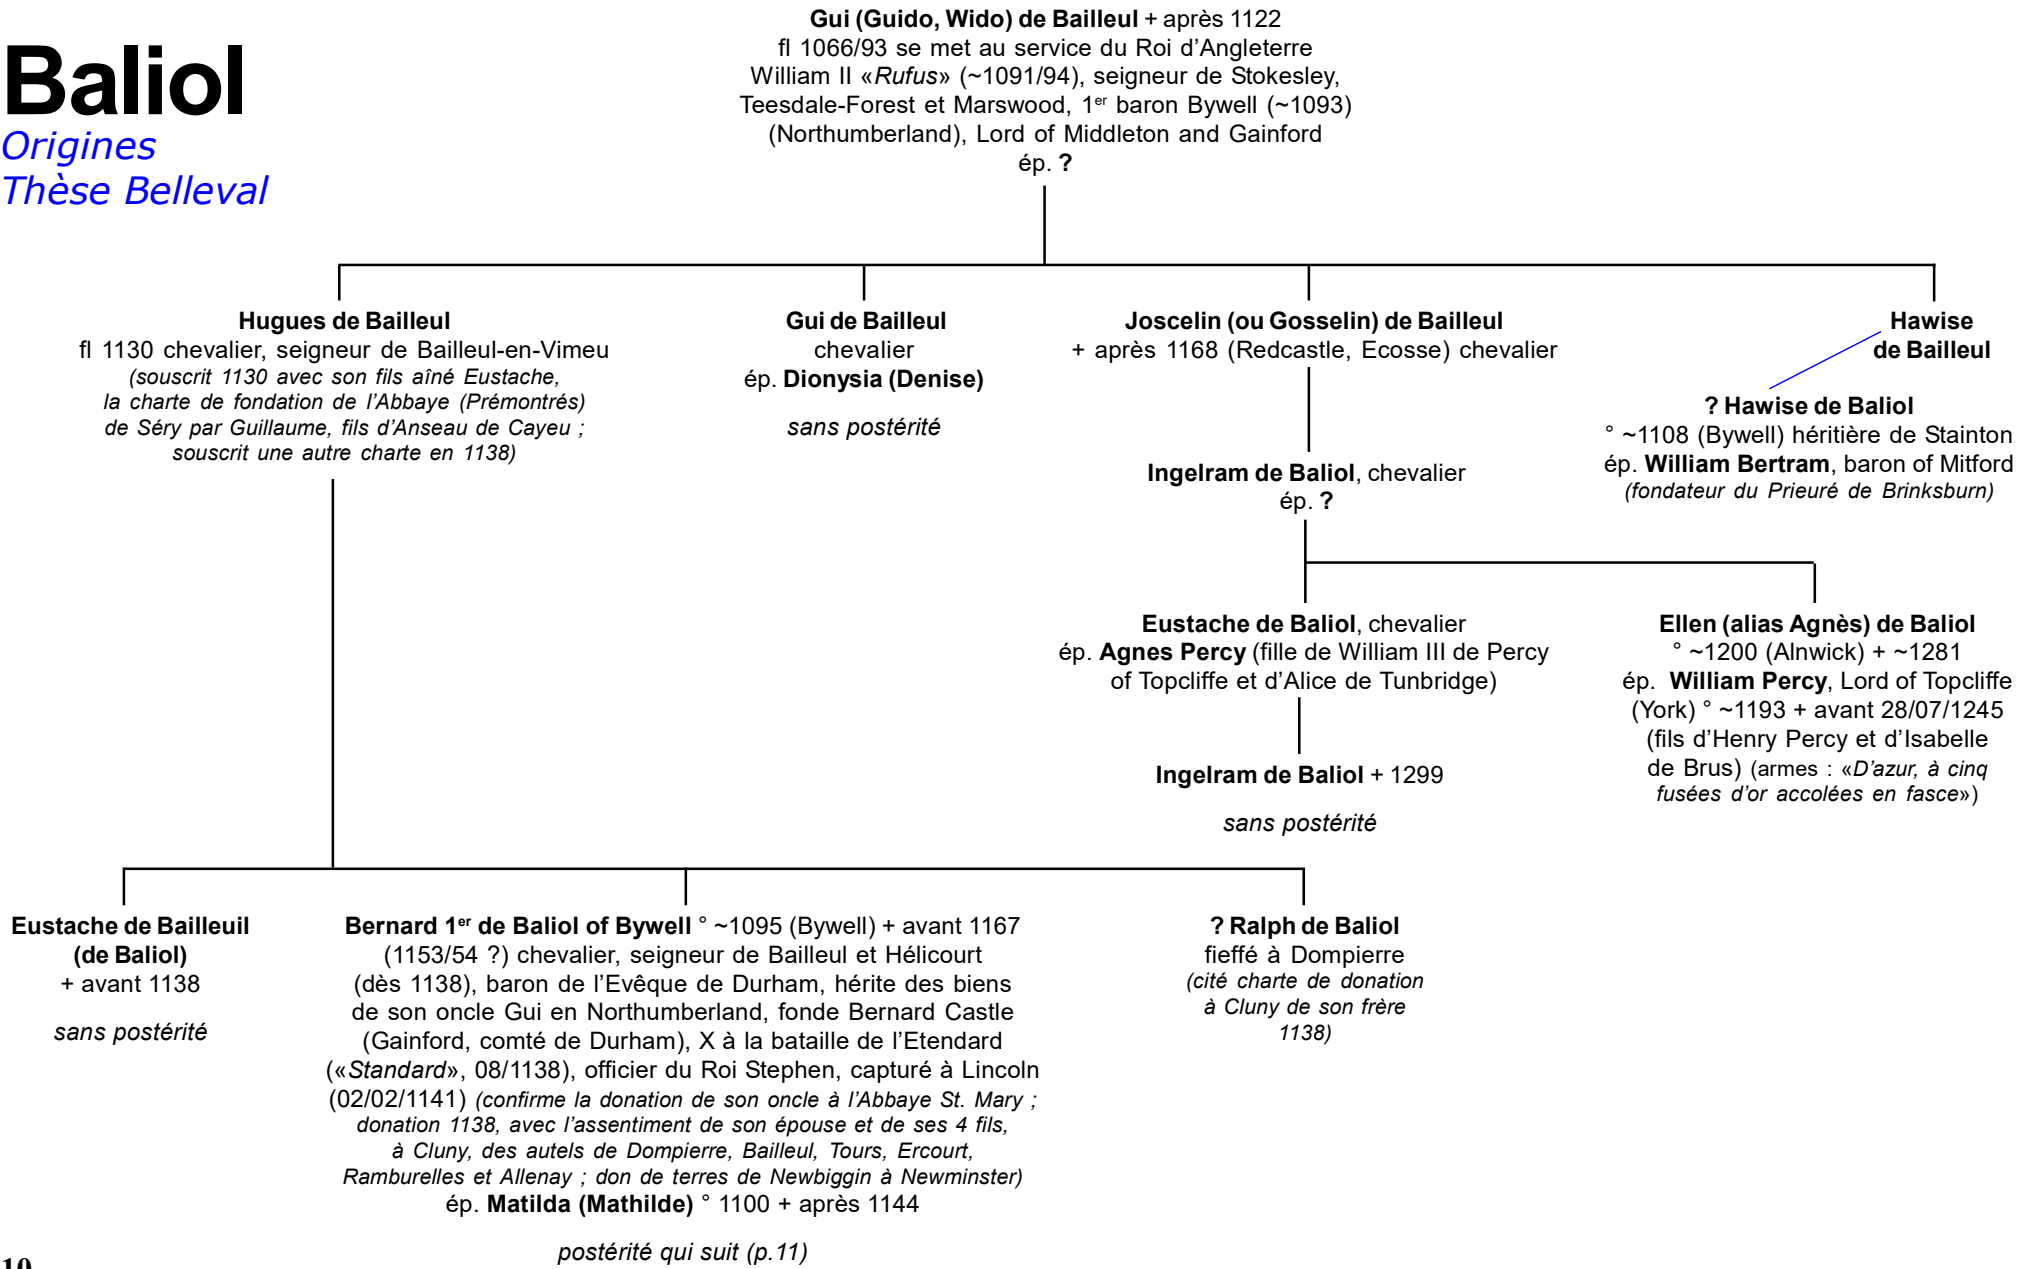 Baliol
Origines
Thèse Belleval
Gui (Guido, Wido) de Bailleul + après 1122
fl 1066/93 se met au service du Roi d’Angleterre
William II «Rufus» (~1091/94), seigneur de Stokesley,
Teesdale-Forest et Marswood, 1er baron Bywell (~1093)
(Northumberland), Lord of Middleton and Gainford
ép. ?
Hugues de Bailleul
fl 1130 chevalier, seigneur de Bailleul-en-Vimeu
(souscrit 1130 avec son fils aîné Eustache,
la charte de fondation de l’Abbaye (Prémontrés)
de Séry par Guillaume, fils d’Anseau de Cayeu ;
souscrit une autre charte en 1138)
Gui de Bailleul
chevalier
ép. Dionysia (Denise)
sans postérité
Joscelin (ou Gosselin) de Bailleul
+ après 1168 (Redcastle, Ecosse) chevalier
Hawise
de Bailleul
? Hawise de Baliol
° ~1108 (Bywell) héritière de Stainton
ép. William Bertram, baron of Mitford
(fondateur du Prieuré de Brinksburn)
Ingelram de Baliol, chevalier
ép. ?
Eustache de Baliol, chevalier
ép. Agnes Percy (fille de William III de Percy
of Topcliffe et d’Alice de Tunbridge)
Ellen (alias Agnès) de Baliol
° ~1200 (Alnwick) + ~1281
ép. William Percy, Lord of Topcliffe
(York) ° ~1193 + avant 28/07/1245
(fils d’Henry Percy et d’Isabelle
de Brus) (armes : «D’azur, à cinq
fusées d’or accolées en fasce»)
Ingelram de Baliol + 1299
sans postérité
Eustache de Bailleuil
(de Baliol)
+ avant 1138
sans postérité
Bernard 1er de Baliol of Bywell ° ~1095 (Bywell) + avant 1167
(1153/54 ?) chevalier, seigneur de Bailleul et Hélicourt
(dès 1138), baron de l’Evêque de Durham, hérite des biens
de son oncle Gui en Northumberland, fonde Bernard Castle
(Gainford, comté de Durham), X à la bataille de l’Etendard
(«Standard», 08/1138), officier du Roi Stephen, capturé à Lincoln
(02/02/1141) (confirme la donation de son oncle à l’Abbaye St. Mary ;
donation 1138, avec l’assentiment de son épouse et de ses 4 fils,
à Cluny, des autels de Dompierre, Bailleul, Tours, Ercourt,
Ramburelles et Allenay ; don de terres de Newbiggin à Newminster)
ép. Matilda (Mathilde) ° 1100 + après 1144
postérité qui suit (p.11)
? Ralph de Baliol
fieffé à Dompierre
(cité charte de donation
à Cluny de son frère
1138)
10